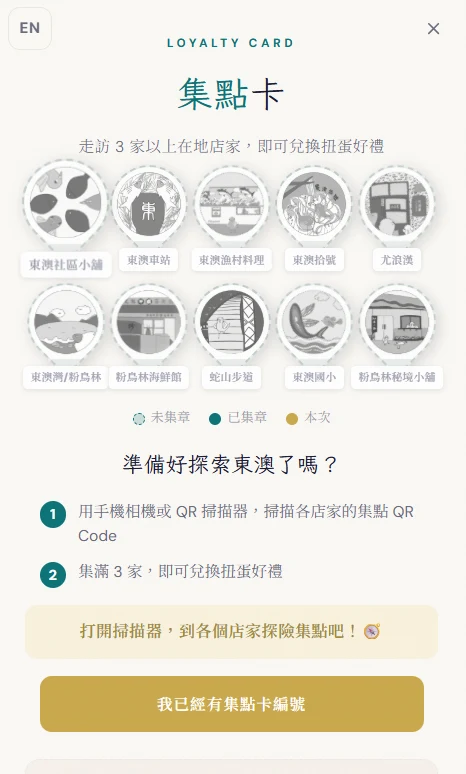 EN
LOYALTY CARD
集點卡
走訪 3 家以上在地店家，即可兌換扭蛋好禮
東
東澳社區小舖
東澳車站
東澳漁村料理
東澳拾號
尤浪漢
東澳灣/粉鳥林
粉鳥林海鮮館
蛇山步道
東澳國小
粉鳥林秘境小舖
未集章
已集章
本次
準備好探索東澳了嗎？
1 用手機相機或 QR 掃描器，掃描各店家的集點 QR
Code
2 集滿 3 家，即可兌換扭蛋好禮
打開掃描器，到各個店家探險集點吧！🧭
我已經有集點卡編號